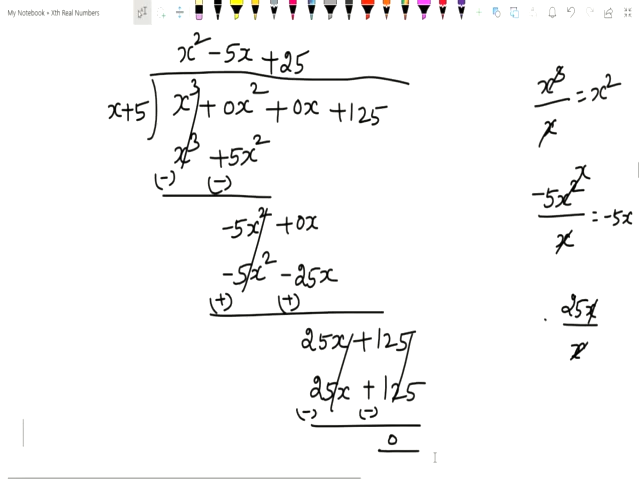 My Notebook » Xth Real Numbers
x² - 5x + 25
x+5 ) x³ + 0x² + 0x + 125
x³ + 5x²
(-) (-)
-5x² + 0x
-5x² - 25x
(+) (+)
25x + 125
25x + 125
(-) (-)
0
x³/x = x²
-5x² x/x = -5x
25x/x